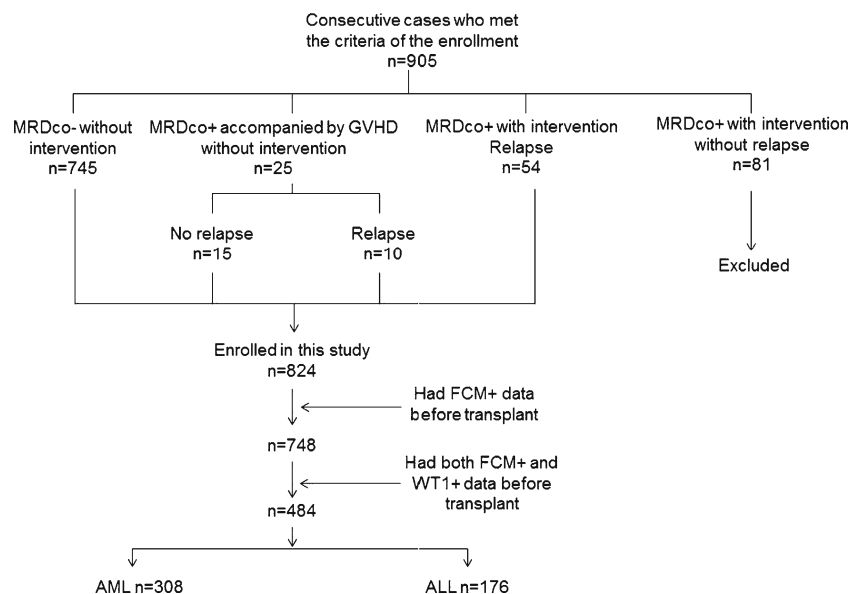 Consecutive cases who met
the criteria of the enrollment
n=905
MRDco- without
intervention
n=745
MRDco+ accompanied by GVHD
without intervention
n=25
MRDco+ with intervention
Relapse
n=54
MRDco+ with intervention
without relapse
n=81
No relapse
n=15
Relapse
n=10
Excluded
Enrolled in this study
n=824
Had FCM+ data
before transplant
n=748
Had both FCM+ and
WT1+ data before
transplant
n=484
AML n=308
ALL n=176